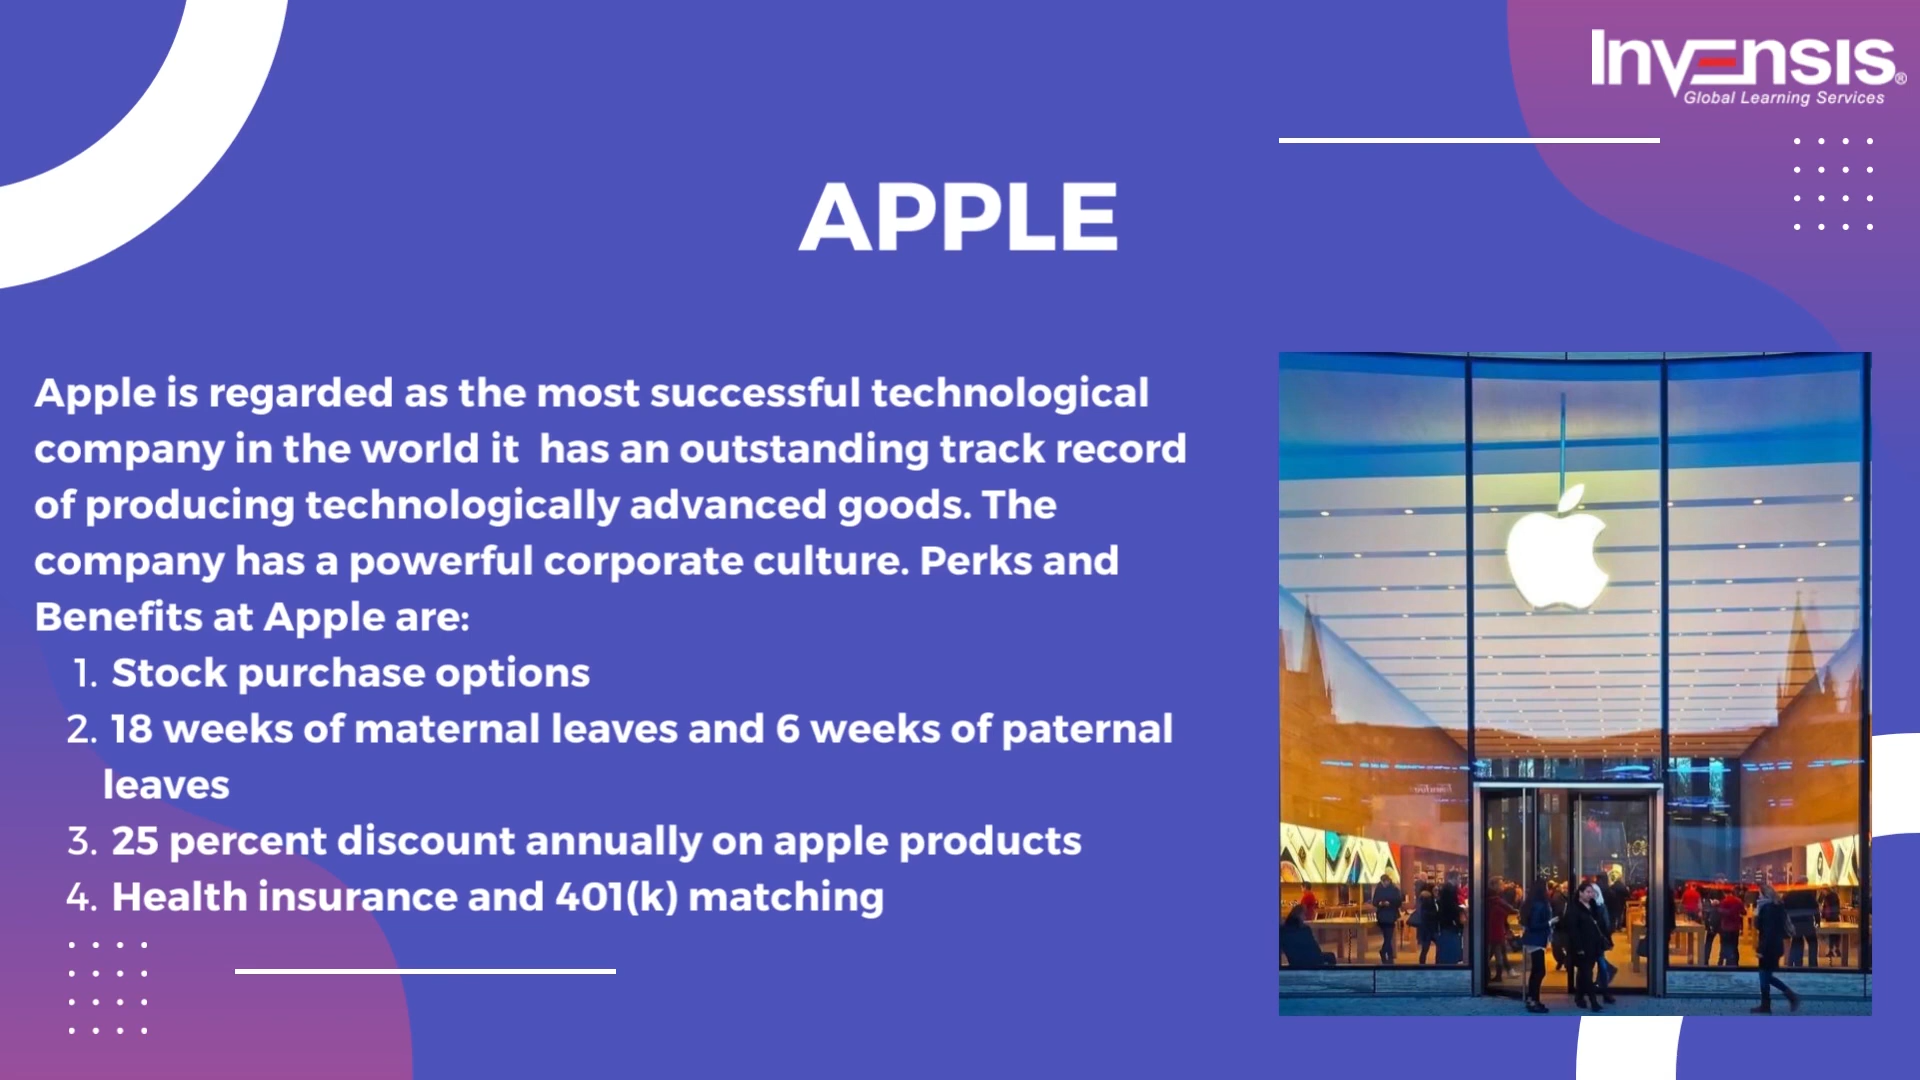 Invensis®
Global Learning Services
APPLE
Apple is regarded as the most successful technological
company in the world it  has an outstanding track record
of producing technologically advanced goods. The
company has a powerful corporate culture. Perks and
Benefits at Apple are:
1. Stock purchase options
2. 18 weeks of maternal leaves and 6 weeks of paternal
leaves
3. 25 percent discount annually on apple products
4. Health insurance and 401(k) matching